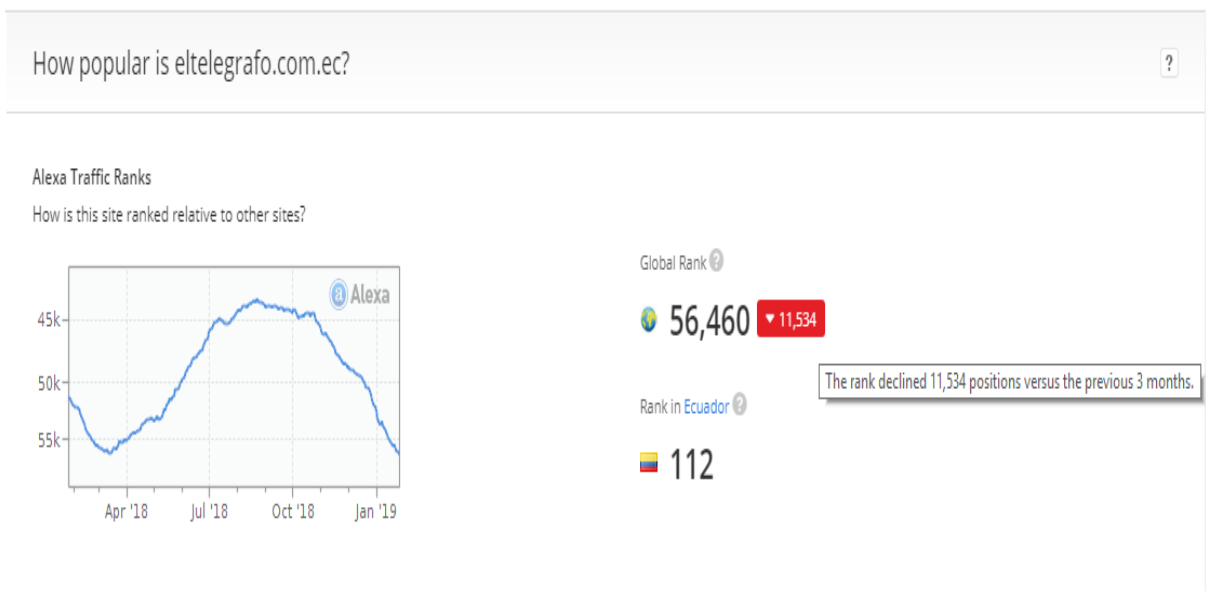 How popular is eltelegrafo.com.ec?
?
Alexa Traffic Ranks
How is this site ranked relative to other sites?
a Alexa
45k
50k
55k
Apr '18 Jul '18 Oct '18 Jan '19
Global Rank ?
56,460 ▼ 11,534
The rank declined 11,534 positions versus the previous 3 months.
Rank in Ecuador ?
112